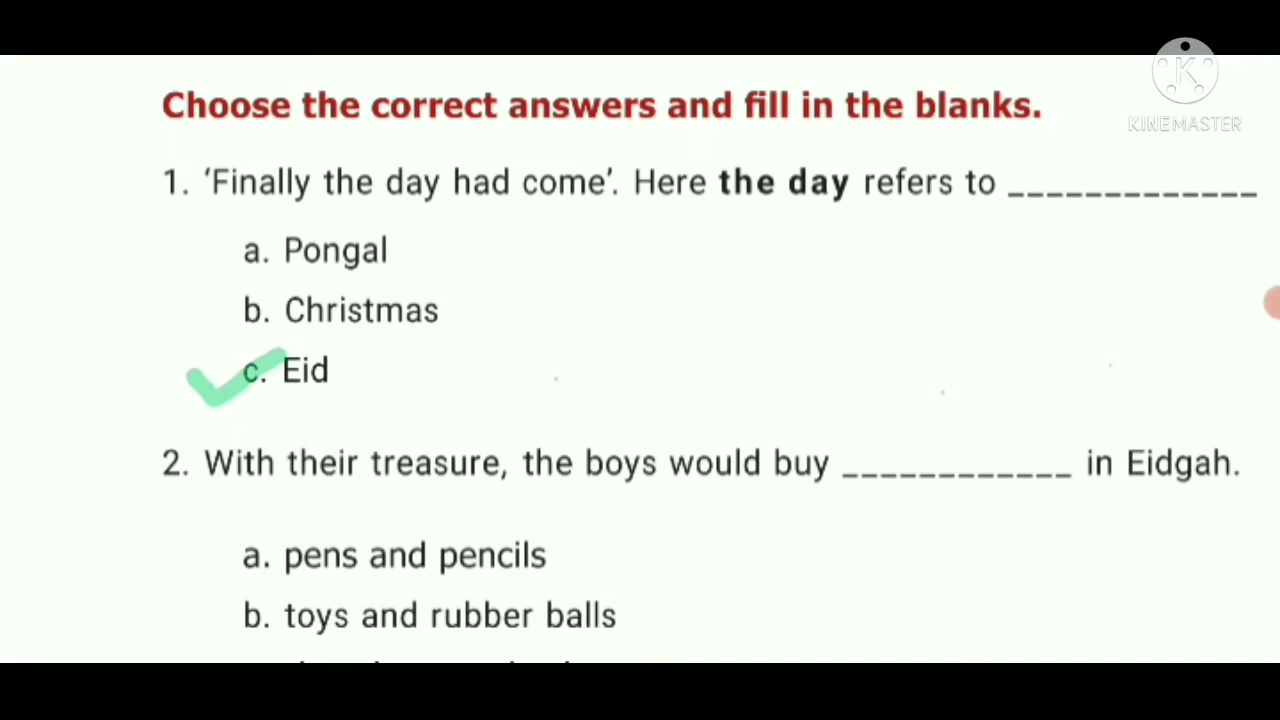 KINEMASTER
Choose the correct answers and fill in the blanks.
1. ‘Finally the day had come’. Here the day refers to _____________
a. Pongal
b. Christmas
c. Eid
2. With their treasure, the boys would buy ____________ in Eidgah.
a. pens and pencils
b. toys and rubber balls